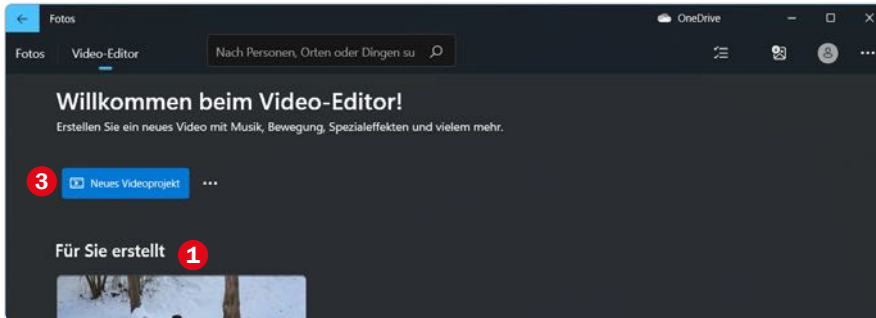 Fotos
OneDrive
Fotos
Video-Editor
Nach Personen, Orten oder Dingen su
Willkommen beim Video-Editor!
Erstellen Sie ein neues Video mit Musik, Bewegung, Spezialeffekten und vielem mehr.
3
Neues Videoprojekt
Für Sie erstellt
1